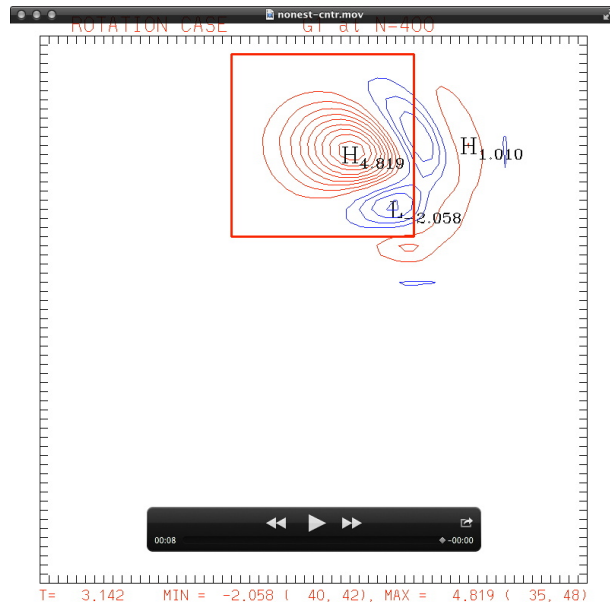 nonest-cntr.mov
ROTATION CASE GT at N=400
H4.819
H1.010
L-2.058
00:08 -00:00
T= 3.142 MIN = -2.058 ( 40, 42), MAX = 4.819 ( 35, 48)